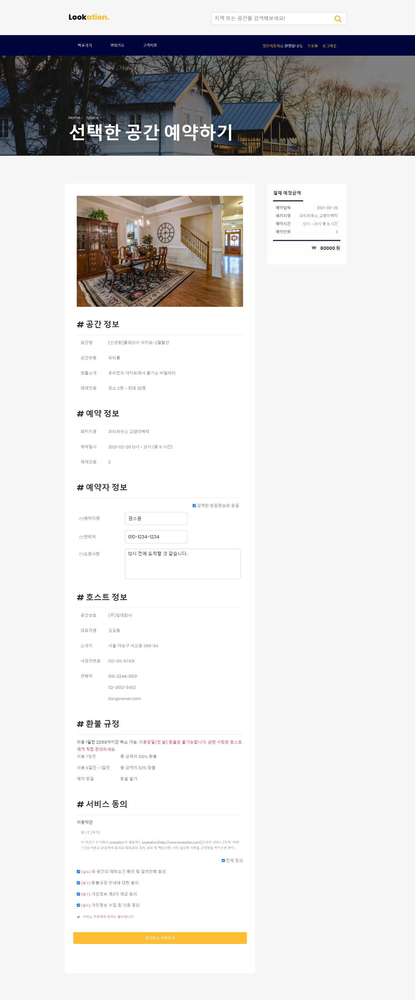 Lookation.
지역 또는 공간을 검색해보세요!
바로가기 편의기능 고객지원
멋진이용자님 환영합니다. 프로필 로그아웃
Home > Space >
선택한 공간 예약하기
결제 예정금액
예약날짜 2021-02-26
패키지명 파티하우스 고양이백작
예약시간 12시 ~ 21시 총 9 시간
예약인원 2
₩ 80000 원
# 공간 정보
공간명 [신년회]홍대상수 아지트-2월할인
공간유형 파티룸
한줄소개 우리만의 아지트에서 즐기는 비밀파티
예약인원 최소 2명 ~ 최대 30명
# 예약 정보
패키지명 파티하우스 고양이백작
예약일시 2021-02-26 12시 ~ 21시 (총 9 시간)
예약인원 2
# 예약자 정보
입력한 회원정보와 동일
(*)예약자명 권소윤
(*)연락처 010-1234-1234
(*)요청사항 12시 전에 도착할 것 같습니다.
# 호스트 정보
공간상호 (주)임대회사
대표자명 김길동
소재지 서울 마포구 서교동 396-54
사업자번호 132-05-57431
연락처 010-2244-5631
02-3512-3452
lion@naver.com
# 환불 규정
이용 1일전 23:59까지만 취소 가능. 이용당일(첫 날) 환불은 불가능합니다. 관련 사항은 호스트
에게 직접 문의하세요.
이용 7일전 총 금액의 100% 환불
이용 6일전 ~ 1일전 총 금액의 50% 환불
예약 당일 환불 불가
# 서비스 동의
이용약관
제 1 조 (목적)
이 약관은 주식회사 Lookation가 제공하는 Lookation(http://www.lookation.com)온라인 서비스 (이하 "서비
스")의 이용과 관련하여 회사와 회원과의 권리, 의무 및 책임사항, 기타 필요한 사항을 규정함을 목적으로 한다.
전체 동의
(필수) 위 공간의 예약조건 확인 및 결제진행 동의
(필수) 환불규정 안내에 대한 동의
(필수) 개인정보 제3자 제공 동의
(필수) 개인정보 수집 및 이용 동의
서비스 이용약관 동의는 필수입니다.
동의하고 결제하기